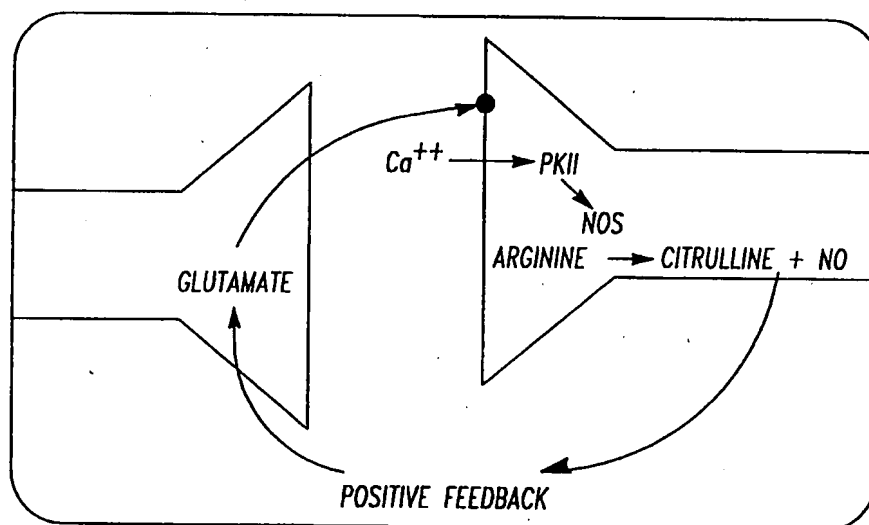 Ca++ → PKII
NOS
ARGININE → CITRULLINE + NO
GLUTAMATE
POSITIVE FEEDBACK